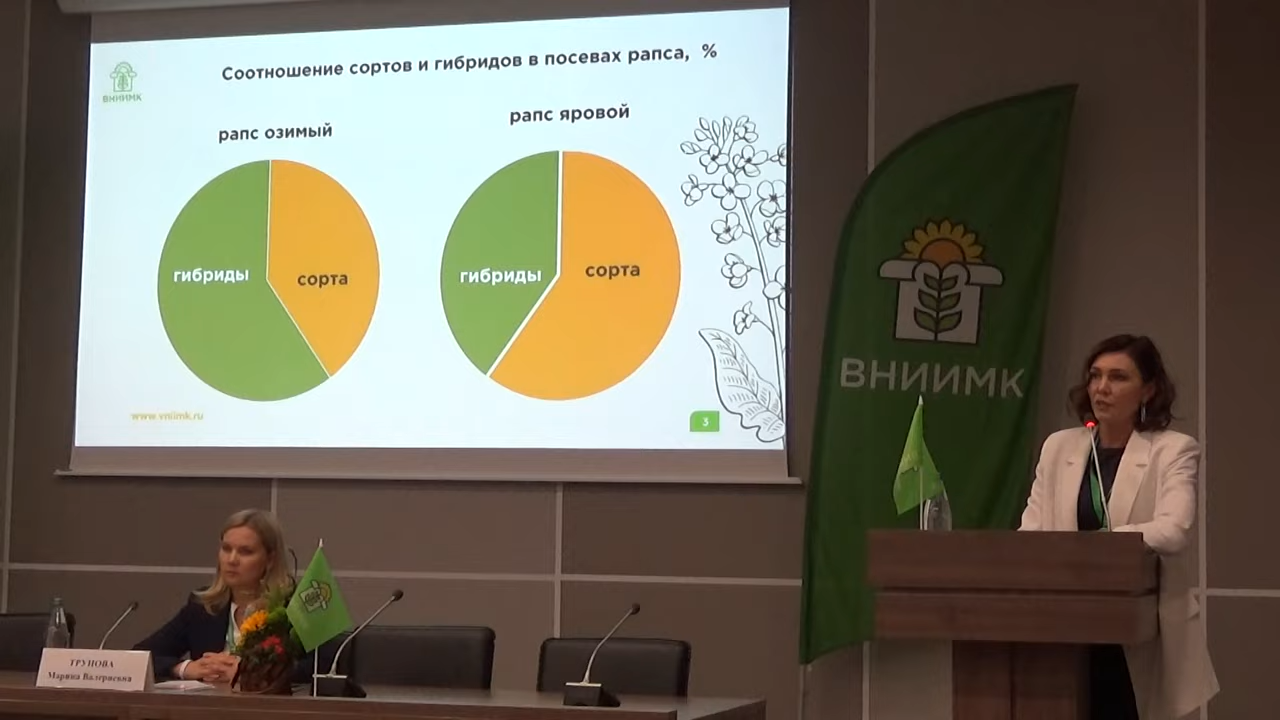 Соотношение сортов и гибридов в посевах рапса, %
ВНИИМК
рапс озимый
рапс яровой
гибриды
сорта
гибриды
сорта
www.vniimk.ru
3
ВНИИМК
ТРУНОВА
Марина Валериевна